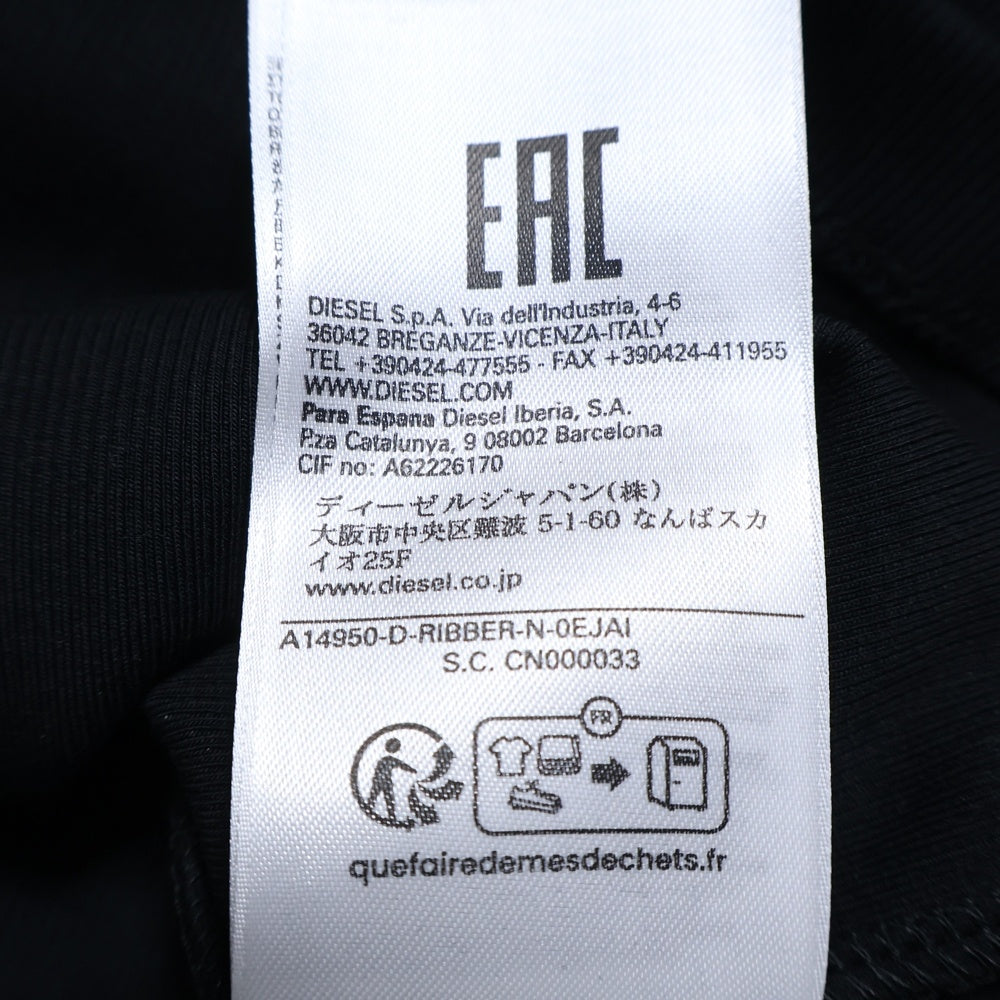 EAC
DIESEL S.p.A. Via dell'Industria, 4-6
36042 BREGANZE-VICENZA-ITALY
TEL +390424-477555 - FAX +390424-411955
WWW.DIESEL.COM
Para Espana Diesel Iberia, S.A.
P.za Catalunya, 9 08002 Barcelona
CIF no: A62226170
ディーゼルジャパン(株)
大阪市中央区難波 5-1-60 なんばスカ
イオ25F
www.diesel.co.jp
A14950-D-RIBBER-N-0EJAI
S.C. CN000033
FR
quefairedemesdechets.fr